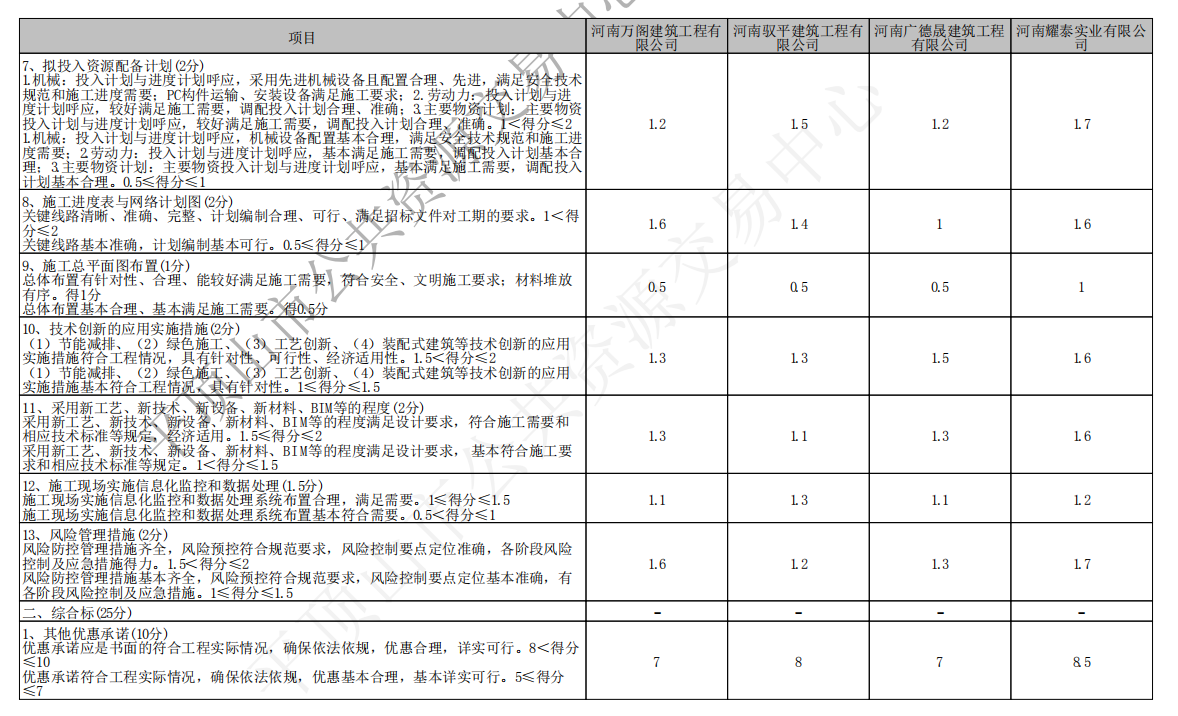 项目
河南万阁建筑工程有
限公司
河南驭平建筑工程有
限公司
河南广德晟建筑工程
有限公司
河南耀泰实业有限公
司
7、拟投入资源配备计划(2分)
1.机械：投入计划与进度计划呼应，采用先进机械设备且配置合理、先进，满足安全技术
规范和施工进度需要；PC构件运输、安装设备满足施工要求；2.劳动力：投入计划与进
度计划呼应，较好满足施工需要，调配投入计划合理、准确；3.主要物资计划：主要物资
投入计划与进度计划呼应，较好满足施工需要，调配投入计划合理、准确。1＜得分≤2
1.机械：投入计划与进度计划呼应，机械设备配置基本合理，满足安全技术规范和施工进
度需要；2.劳动力：投入计划与进度计划呼应，基本满足施工需要，调配投入计划基本合
理；3.主要物资计划：主要物资投入计划与进度计划呼应，基本满足施工需要，调配投入
计划基本合理。0.5≤得分≤1
1.2
1.5
1.2
1.7
8、施工进度表与网络计划图(2分)
关键线路清晰、准确、完整、计划编制合理、可行、满足招标文件对工期的要求。1＜得
分≤2
关键线路基本准确，计划编制基本可行。0.5≤得分≤1
1.6
1.4
1
1.6
9、施工总平面图布置(1分)
总体布置有针对性、合理、能较好满足施工需要，符合安全、文明施工要求；材料堆放
有序。得1分
总体布置基本合理、基本满足施工需要。得0.5分
0.5
0.5
0.5
1
10、技术创新的应用实施措施(2分)
（1）节能减排、（2）绿色施工、（3）工艺创新、（4）装配式建筑等技术创新的应用
实施措施符合工程情况，具有针对性、可行性、经济适用性。1.5＜得分≤2
（1）节能减排、（2）绿色施工、（3）工艺创新、（4）装配式建筑等技术创新的应用
实施措施基本符合工程情况，具有针对性。1≤得分≤1.5
1.3
1.3
1.5
1.6
11、采用新工艺、新技术、新设备、新材料、BIM等的程度(2分)
采用新工艺、新技术、新设备、新材料、BIM等的程度满足设计要求，符合施工需要和
相应技术标准等规定，经济适用。1.5≤得分≤2
采用新工艺、新技术、新设备、新材料、BIM等的程度满足设计要求， 基本符合施工要
求和相应技术标准等规定。1＜得分≤1.5
1.3
1.1
1.3
1.6
12、施工现场实施信息化监控和数据处理(1.5分)
施工现场实施信息化监控和数据处理系统布置合理，满足需要。1≤得分≤1.5
施工现场实施信息化监控和数据处理系统布置基本符合需要。0.5＜得分≤1
1.1
1.3
1.1
1.2
13、风险管理措施(2分)
风险防控管理措施齐全，风险预控符合规范要求，风险控制要点定位准确，各阶段风险
控制及应急措施得力。1.5＜得分≤2
风险防控管理措施基本齐全，风险预控符合规范要求，风险控制要点定位基本准确，有
各阶段风险控制及应急措施。1≤得分≤1.5
1.6
1.2
1.3
1.7
二、综合标(25分)
-
-
-
-
1、其他优惠承诺(10分)
优惠承诺应是书面的符合工程实际情况，确保依法依规，优惠合理，详实可行。8＜得分
≤10
优惠承诺符合工程实际情况，确保依法依规，优惠基本合理，基本详实可行。5≤得分
≤7
7
8
7
8.5
平顶山市公共资源交易中心
平顶山市公共资源交易中心